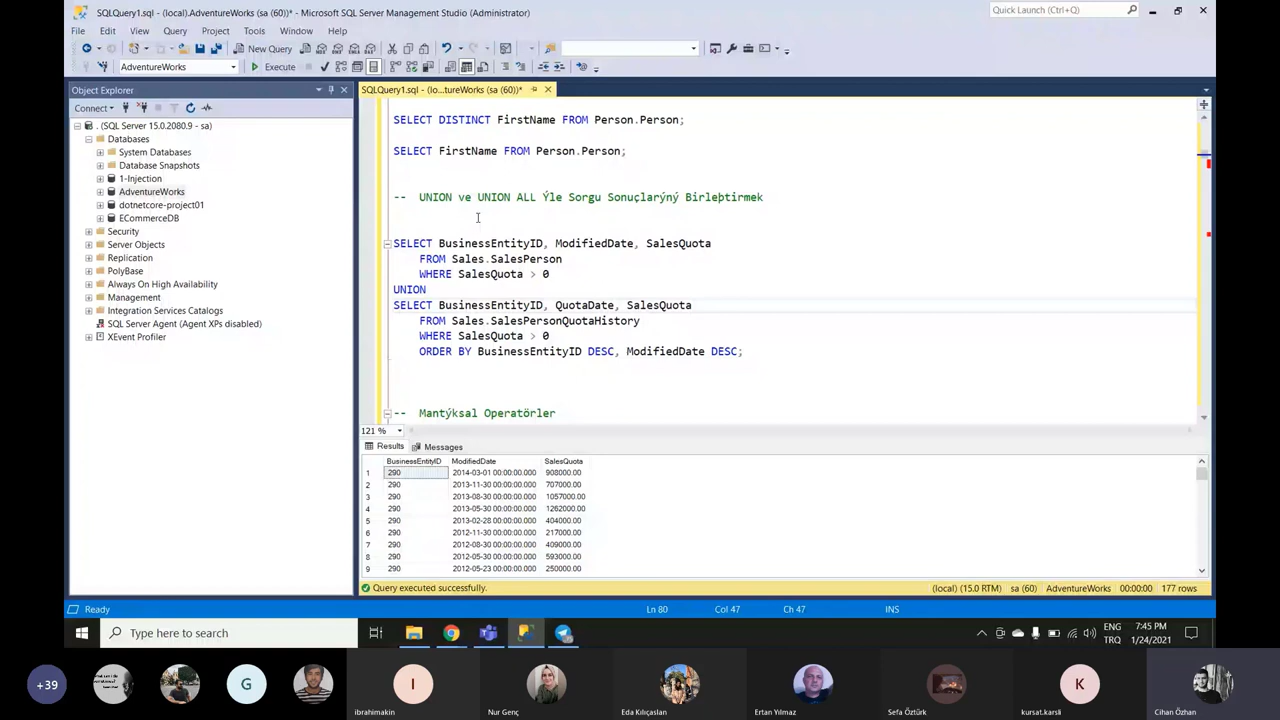 SQLQuery1.sql - (local).AdventureWorks (sa (60))* - Microsoft SQL Server Management Studio (Administrator)
Quick Launch (Ctrl+Q)
File Edit View Query Project Tools Window Help
New Query
AdventureWorks
Execute
Object Explorer
Connect
. (SQL Server 15.0.2080.9 - sa)
Databases
System Databases
Database Snapshots
1-Injection
AdventureWorks
dotnetcore-project01
ECommerceDB
Security
Server Objects
Replication
PolyBase
Always On High Availability
Management
Integration Services Catalogs
SQL Server Agent (Agent XPs disabled)
XEvent Profiler
SQLQuery1.sql - (lo...tureWorks (sa (60))*
SELECT DISTINCT FirstName FROM Person.Person;
SELECT FirstName FROM Person.Person;
-- UNION ve UNION ALL Ýle Sorgu Sonuçlarýný Birleþtirmek
SELECT BusinessEntityID, ModifiedDate, SalesQuota
FROM Sales.SalesPerson
WHERE SalesQuota > 0
UNION
SELECT BusinessEntityID, QuotaDate, SalesQuota
FROM Sales.SalesPersonQuotaHistory
WHERE SalesQuota > 0
ORDER BY BusinessEntityID DESC, ModifiedDate DESC;
-- Mantýksal Operatörler
121 %
Results Messages
BusinessEntityID ModifiedDate SalesQuota
1 290 2014-03-01 00:00:00.000 908000.00
2 290 2013-11-30 00:00:00.000 707000.00
3 290 2013-08-30 00:00:00.000 1057000.00
4 290 2013-05-30 00:00:00.000 1262000.00
5 290 2013-02-28 00:00:00.000 404000.00
6 290 2012-11-30 00:00:00.000 217000.00
7 290 2012-08-30 00:00:00.000 409000.00
8 290 2012-05-30 00:00:00.000 593000.00
9 290 2012-05-23 00:00:00.000 250000.00
Query executed successfully.
(local) (15.0 RTM) sa (60) AdventureWorks 00:00:00 177 rows
Ready
Ln 80 Col 47 Ch 47 INS
Type here to search
ENG
TRQ
7:45 PM
1/24/2021
+39
G
I
K
ibrahimakin
Nur Genç
Eda Kılıçaslan
Ertan Yılmaz
Sefa Öztürk
kursat.karsli
Cihan Özhan